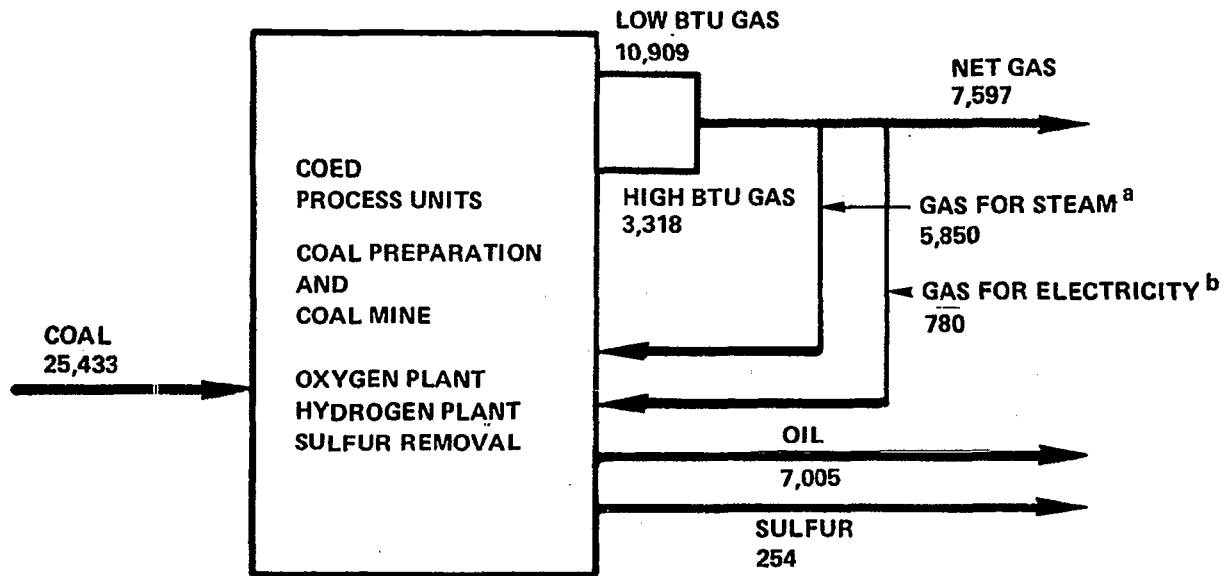 LOW BTU GAS
10,909
NET GAS
7,597
COED
PROCESS UNITS
HIGH BTU GAS
3,318
GAS FOR STEAM a
5,850
COAL PREPARATION
AND
COAL MINE
GAS FOR ELECTRICITY b
780
COAL
25,433
OXYGEN PLANT
HYDROGEN PLANT
SULFUR REMOVAL
OIL
7,005
SULFUR
254